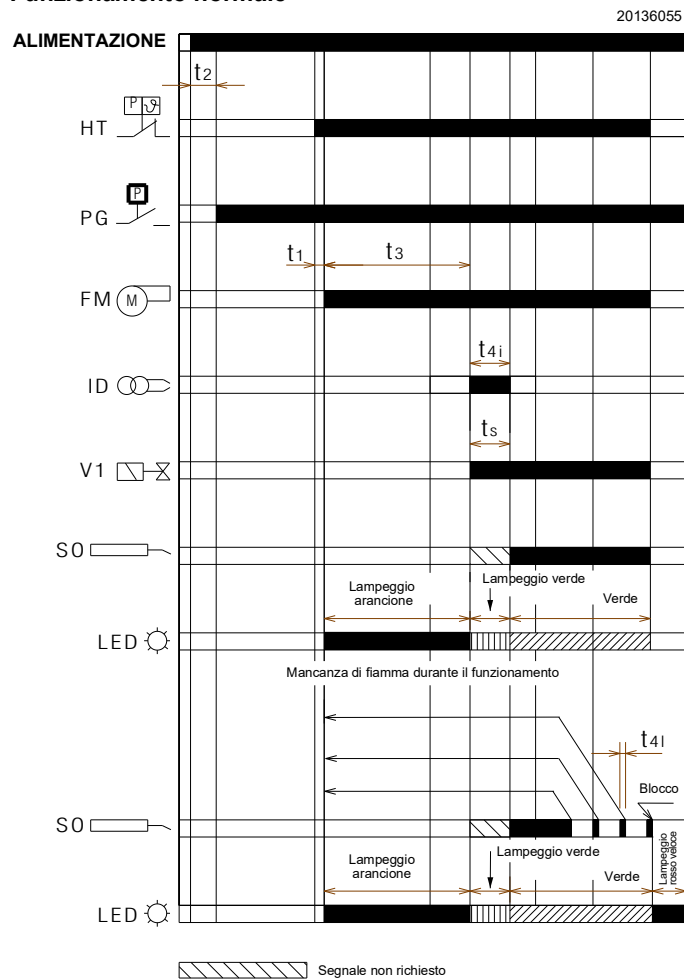 20136055
ALIMENTAZIONE
t2
P ϑ
HT
P
PG
t1
t3
FM M
t4i
ID
ts
V1
SO
Lampeggio
arancione
Lampeggio verde
Verde
LED
Mancanza di fiamma durante il funzionamento
t4l
Blocco
SO
Lampeggio
arancione
Lampeggio verde
Verde
Lampeggio
rosso veloce
LED
Segnale non richiesto